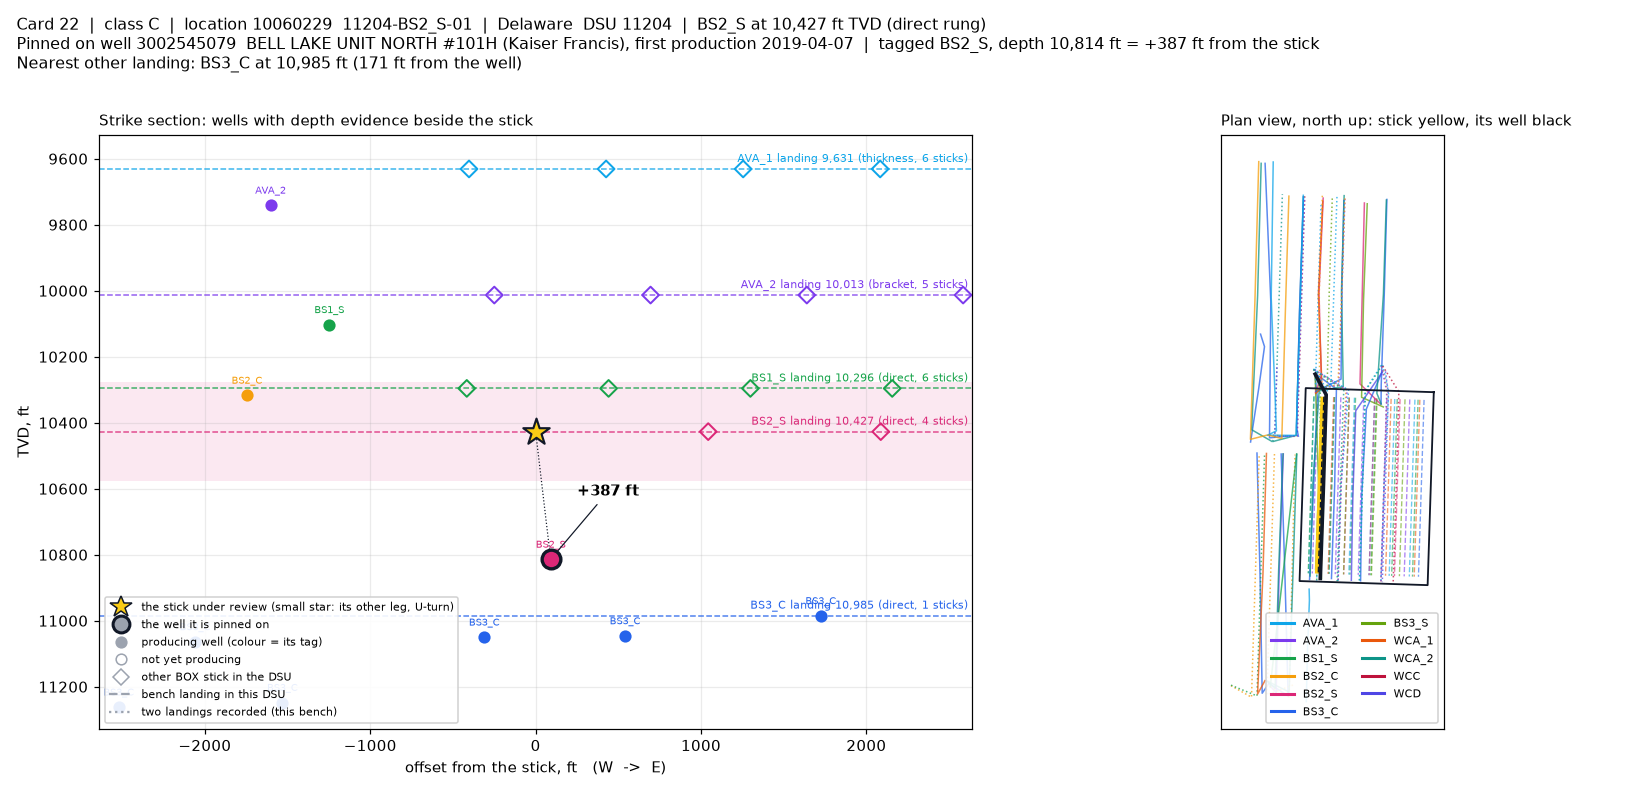 Card 22 | class C | location 10060229 11204-BS2_S-01 | Delaware DSU 11204 | BS2_S at 10,427 ft TVD (direct rung)
Pinned on well 3002545079 BELL LAKE UNIT NORTH #101H (Kaiser Francis), first production 2019-04-07 | tagged BS2_S, depth 10,814 ft = +387 ft from the stick
Nearest other landing: BS3_C at 10,985 ft (171 ft from the well)
Strike section: wells with depth evidence beside the stick
Plan view, north up: stick yellow, its well black
AVA_1 landing 9,631 (thickness, 6 sticks)
AVA_2
AVA_2 landing 10,013 (bracket, 5 sticks)
BS1_S
BS2_C
BS1_S landing 10,296 (direct, 6 sticks)
BS2_S landing 10,427 (direct, 4 sticks)
+387 ft
BS2_S
BS3_C landing 10,985 (direct, 1 sticks)
BS3_C
BS3_C
BS3_C
9600
9800
10000
10200
10400
10600
10800
11000
11200
TVD, ft
−2000
−1000
0
1000
2000
offset from the stick, ft (W -> E)
the stick under review (small star: its other leg, U-turn)
the well it is pinned on
producing well (colour = its tag)
not yet producing
other BOX stick in the DSU
bench landing in this DSU
two landings recorded (this bench)
AVA_1
AVA_2
BS1_S
BS2_C
BS2_S
BS3_C
BS3_S
WCA_1
WCA_2
WCC
WCD